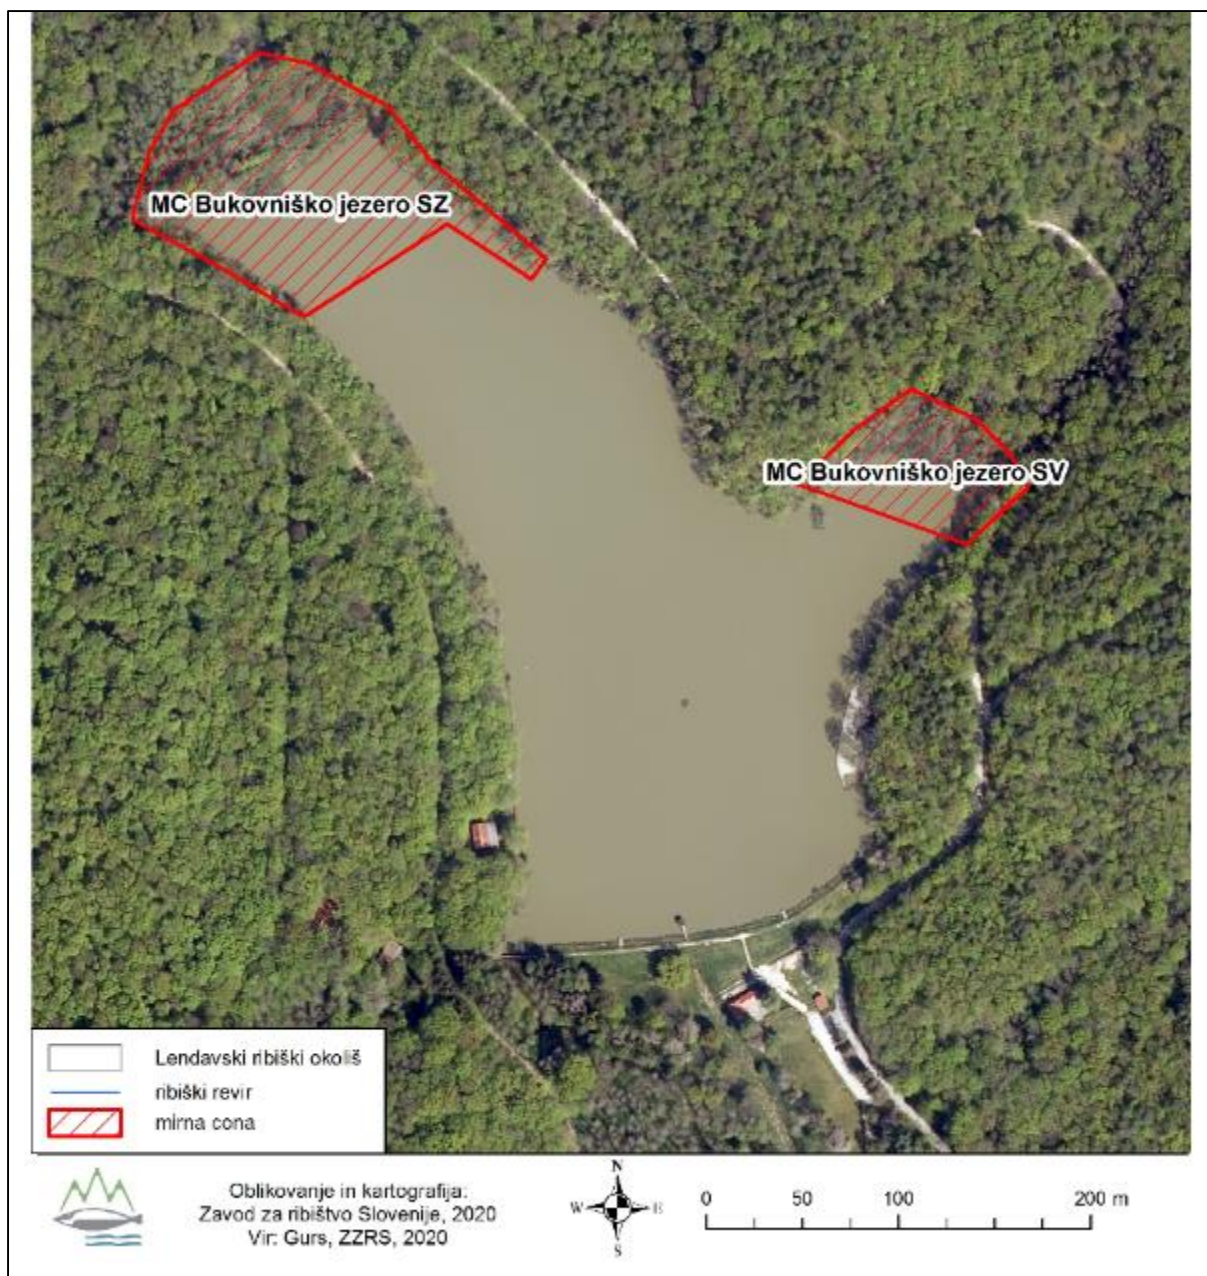 MC Bukovniško jezero SZ
MC Bukovniško jezero SV
Lendavski ribiški okoliš
ribiški revir
mirna cona
Oblikovanje in kartografija:
Zavod za ribištvo Slovenije, 2020
Vir: Gurs, ZZRS, 2020
N
W E
S
0 50 100 200 m